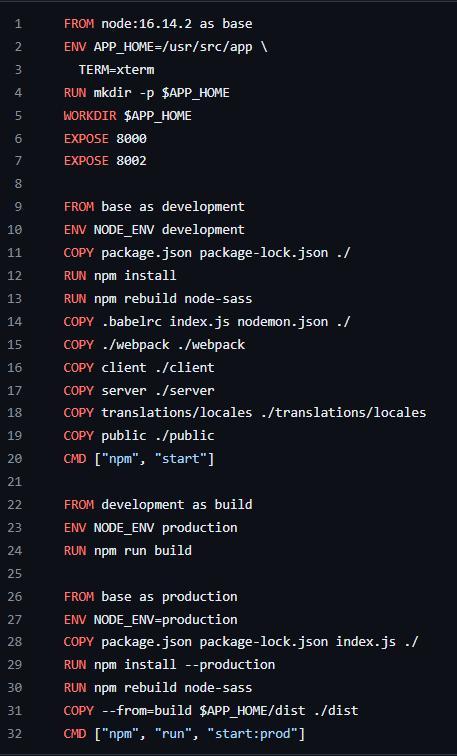 1 FROM node:16.14.2 as base
2 ENV APP_HOME=/usr/src/app \
3   TERM=xterm
4 RUN mkdir -p $APP_HOME
5 WORKDIR $APP_HOME
6 EXPOSE 8000
7 EXPOSE 8002
8
9 FROM base as development
10 ENV NODE_ENV development
11 COPY package.json package-lock.json ./
12 RUN npm install
13 RUN npm rebuild node-sass
14 COPY .babelrc index.js nodemon.json ./
15 COPY ./webpack ./webpack
16 COPY client ./client
17 COPY server ./server
18 COPY translations/locales ./translations/locales
19 COPY public ./public
20 CMD ["npm", "start"]
21
22 FROM development as build
23 ENV NODE_ENV production
24 RUN npm run build
25
26 FROM base as production
27 ENV NODE_ENV=production
28 COPY package.json package-lock.json index.js ./
29 RUN npm install --production
30 RUN npm rebuild node-sass
31 COPY --from=build $APP_HOME/dist ./dist
32 CMD ["npm", "run", "start:prod"]